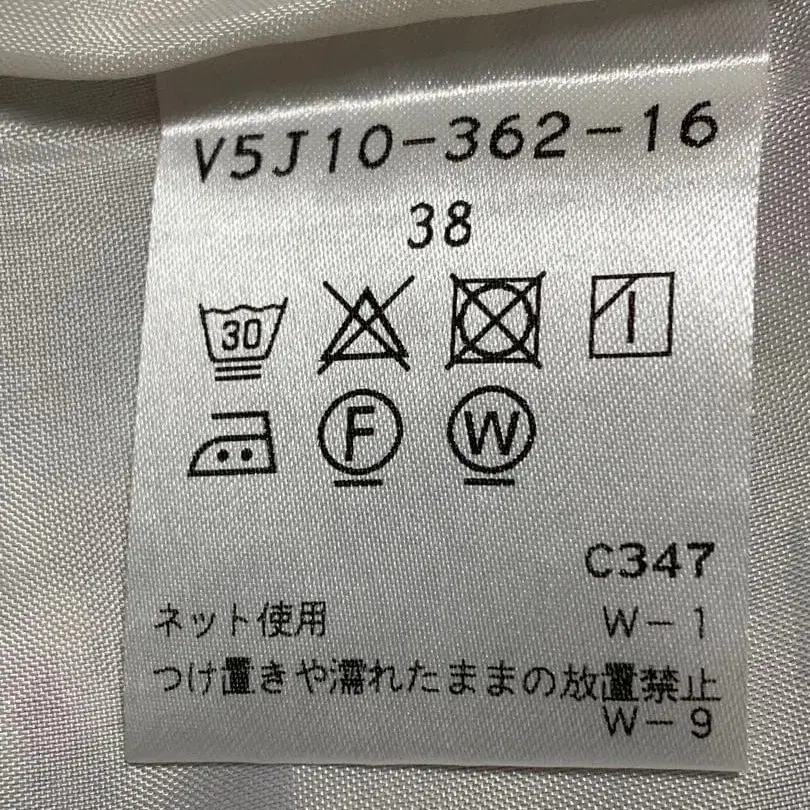 V5J10-362-16
38
30
F W
C347
ネット使用 W-1
つけ置きや濡れたままの放置禁止
W-9